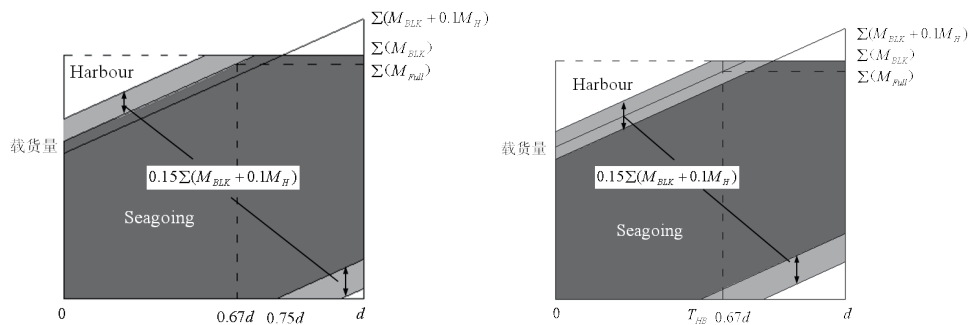 Σ(M_BLK + 0.1M_H)
Σ(M_BLK)
Σ(M_Full)
Harbour
载货量
0.15Σ(M_BLK + 0.1M_H)
Seagoing
0 0.67d 0.75d d
Σ(M_BLK + 0.1M_H)
Σ(M_BLK)
Σ(M_Full)
Harbour
载货量
0.15Σ(M_BLK + 0.1M_H)
Seagoing
0 T_HB 0.67d d